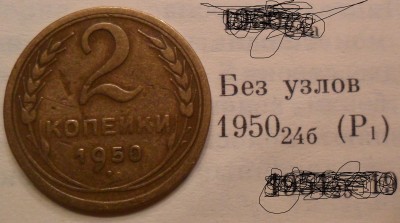 2
КОПЕЙКИ
1950
Без узлов
1950₂₄б (Р₁)